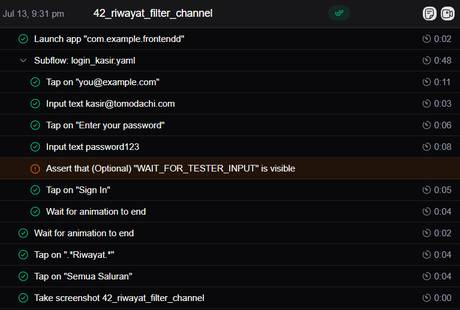 Jul 13, 9:31 pm 42_riwayat_filter_channel
Launch app "com.example.frontendd" 0:02
Subflow: login_kasir.yaml 0:48
Tap on "you@example.com" 0:11
Input text kasir@tomodachi.com 0:03
Tap on "Enter your password" 0:06
Input text password123 0:08
Assert that (Optional) "WAIT_FOR_TESTER_INPUT" is visible
Tap on "Sign In" 0:05
Wait for animation to end 0:04
Wait for animation to end 0:02
Tap on ".*Riwayat.*" 0:04
Tap on "Semua Saluran" 0:04
Take screenshot 42_riwayat_filter_channel 0:00